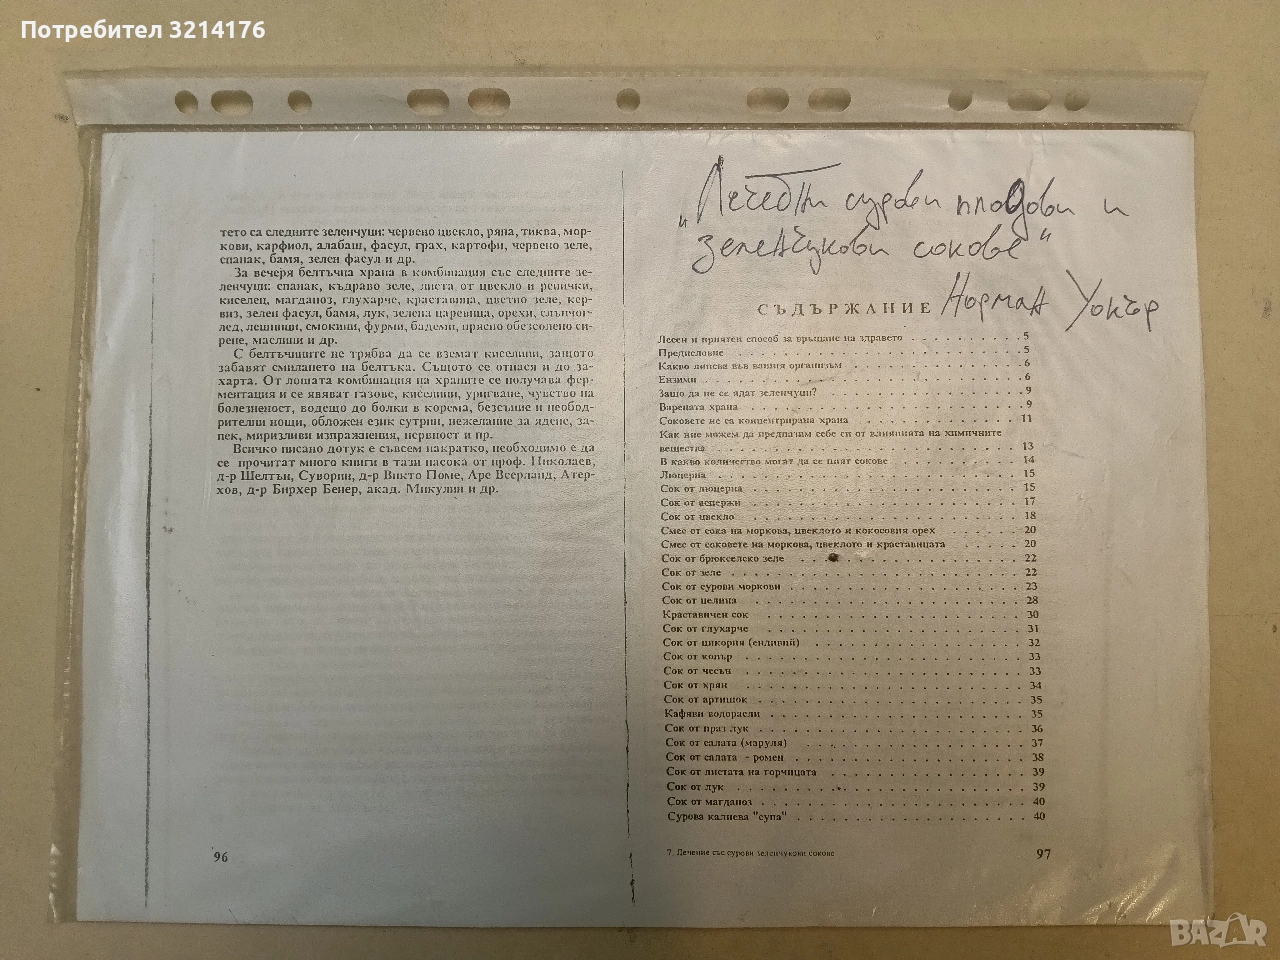 Потребител 3214176
тето са следните зеленчуци: червено цвекло, ряпа, тиква, мор-
кови, карфиол, алабаш, фасул, грах, картофи, червено зеле,
спанак, бамя, зелен фасул и др.
За вечеря белтъчна храна в комбинация със следните зе-
ленчуци: спанак, къдраво зеле, листа от цвекло и репички,
киселец, магданоз, глухарче, краставица, цветно зеле, кер-
виз, зелен фасул, бамя, лук, зелена царевица, орехи, слънчог-
лед, лешници, смокини, фурми, бадеми, прясно обезсолено си-
рене, маслини и др.
С белтъчните не трябва да се вземат киселини, защото
забавят смилането на белтъка. Същото се отнася и до за-
харта. От лошата комбинация на храните се получава фер-
ментация и се явяват газове, киселини, уригване, чувство на
болезненост, водещо до болки в корема, безсъние и необод-
рителни нощи, обложен език сутрин, нежелание за ядене, за-
пек, миризливи изпражнения, нервност и пр.
Всичко писано дотук е съвсем накратко, необходимо е да
се прочитат много книги в тази насока от проф. Николаев,
д-р Шелтън, Суворин, д-р Викто Поме, Аре Веерланд, Атер-
хов, д-р Бирхер Бенер, акад. Микулин и др.
96
„Лечебни сурови плодови и
зеленчукови сокове"
Норман Уокър
СЪДЪРЖАНИЕ
Лесен и приятен способ за връщане на здравето . . . . . . . . . . 5
Предисловие . . . . . . . . . . 5
Какво липсва във вашия организъм . . . . . . . . . . 6
Ензими . . . . . . . . . . 6
Защо да не се ядат зеленчуци? . . . . . . . . . . 9
Варената храна . . . . . . . . . . 9
Соковете не са концентрирана храна . . . . . . . . . . 11
Как ние можем да предпазим себе си от влиянията на химичните
вещества . . . . . . . . . . 13
В какво количество могат да се пият сокове . . . . . . . . . . 14
Люцерна . . . . . . . . . . 15
Сок от люцерна . . . . . . . . . . 15
Сок от аспержи . . . . . . . . . . 17
Сок от цвекло . . . . . . . . . . 18
Смес от сока на моркова, цвеклото и кокосовия орех . . . . . . 20
Смес от соковете на моркова, цвеклото и краставицата . . . . . 20
Сок от брюкселско зеле . . . . . . . . . . 22
Сок от зеле . . . . . . . . . . 22
Сок от сурови моркови . . . . . . . . . . 23
Сок от целина . . . . . . . . . . 28
Краставичен сок . . . . . . . . . . 30
Сок от глухарче . . . . . . . . . . 31
Сок от цикория (ендивий) . . . . . . . . . . 32
Сок от копър . . . . . . . . . . 33
Сок от чесън . . . . . . . . . . 33
Сок от хрян . . . . . . . . . . 34
Сок от артишок . . . . . . . . . . 35
Кафяви водорасли . . . . . . . . . . 35
Сок от праз лук . . . . . . . . . . 36
Сок от салата (маруля) . . . . . . . . . . 37
Сок от салата - ромен . . . . . . . . . . 38
Сок от листата на горчицата . . . . . . . . . . 39
Сок от лук . . . . . . . . . . 39
Сок от магданоз . . . . . . . . . . 40
Сурова калиева "супа" . . . . . . . . . . 40
7. Лечение със сурови зеленчукови сокове
97
BAZAR